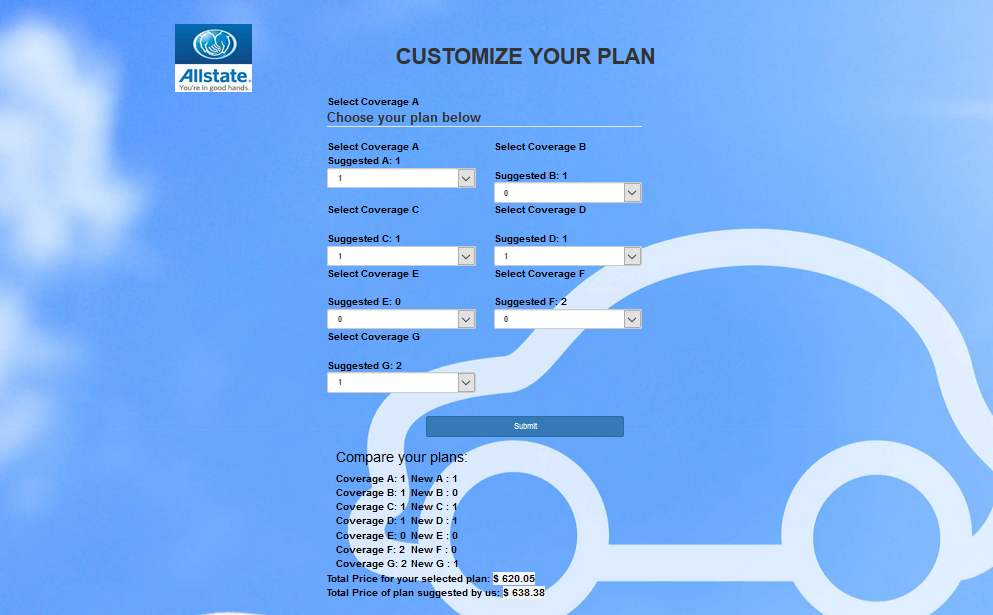 CUSTOMIZE YOUR PLAN
Allstate.
You're in good hands.
Select Coverage A
Choose your plan below
Select Coverage A
Suggested A: 1
1
Select Coverage B
Suggested B: 1
0
Select Coverage C
Suggested C: 1
1
Select Coverage D
Suggested D: 1
1
Select Coverage E
Suggested E: 0
0
Select Coverage F
Suggested F: 2
0
Select Coverage G
Suggested G: 2
1
Submit
Compare your plans:
Coverage A: 1 New A : 1
Coverage B: 1 New B : 0
Coverage C: 1 New C : 1
Coverage D: 1 New D : 1
Coverage E: 0 New E : 0
Coverage F: 2 New F : 0
Coverage G: 2 New G : 1
Total Price for your selected plan: $ 620.05
Total Price of plan suggested by us: $ 638.38